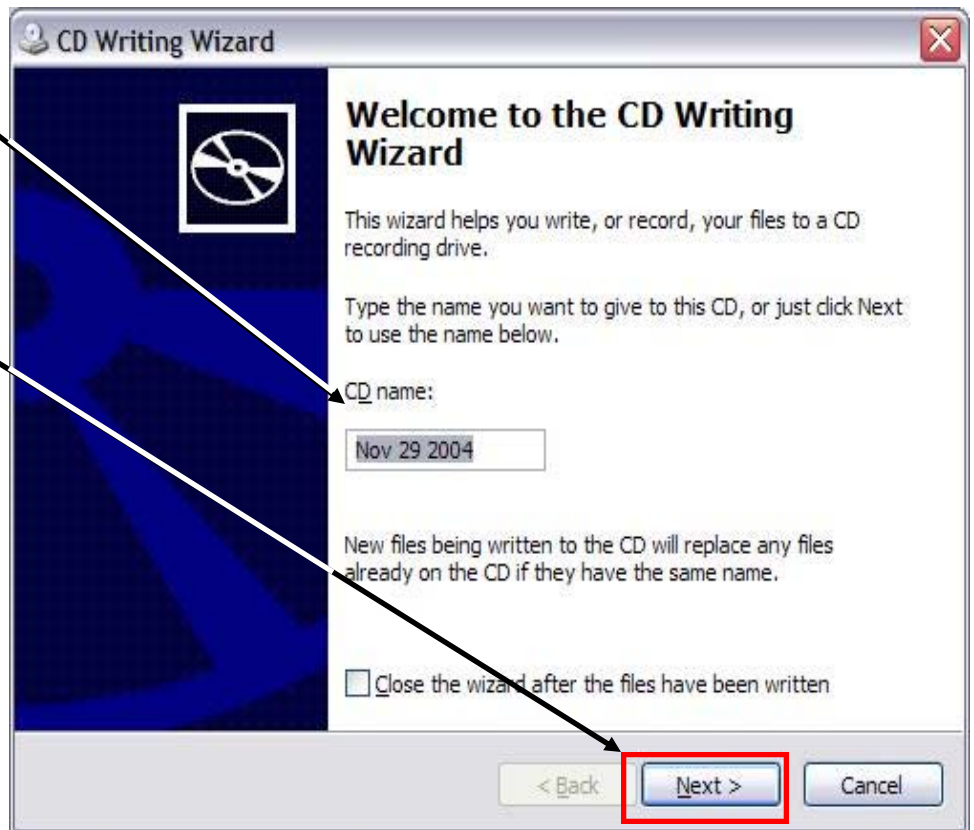 CD Writing Wizard
Welcome to the CD Writing
Wizard
This wizard helps you write, or record, your files to a CD
recording drive.
Type the name you want to give to this CD, or just click Next
to use the name below.
CD name:
Nov 29 2004
New files being written to the CD will replace any files
already on the CD if they have the same name.
Close the wizard after the files have been written
< Back Next > Cancel